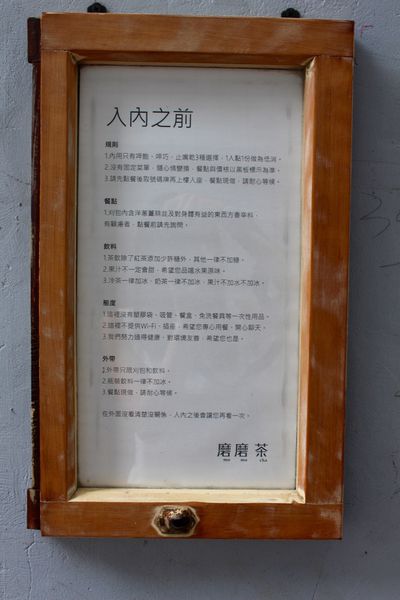 入內之前
規則
1.內用只有呷飽、呷巧、止嘴乾3種選擇，1人點1份做為低消。
2.沒有固定菜單，隨心情變換，餐點與價格以黑板標示為準。
3.請先點餐後取號碼牌再上樓入座，餐點現做，請耐心等候。
餐點
1.刈包內含洋蔥薑蒜並及對身體有益的東西方香辛料，
有顧慮者，點餐前請先詢問。
飲料
1.茶飲除了紅茶添加少許糖外，其他一律不加糖。
2.果汁不一定會甜，希望您品嚐水果原味。
3.冷茶一律加冰，奶茶一律不加冰，果汁不加水不加冰。
態度
1.這裡沒有塑膠袋、吸管、餐盒、免洗餐具等一次性用品。
2.這裡不提供Wi-Fi、插座，希望您專心用餐、開心聊天。
3.我們努力過得健康，對環境友善，希望您也是。
外帶
1.外帶只限刈包和飲料。
2.瓶裝飲料一律不加冰。
3.餐點現做，請耐心等候。
在外面沒看清楚沒關係，入內之後會讓您再看一次。
磨磨茶
mo mo cha